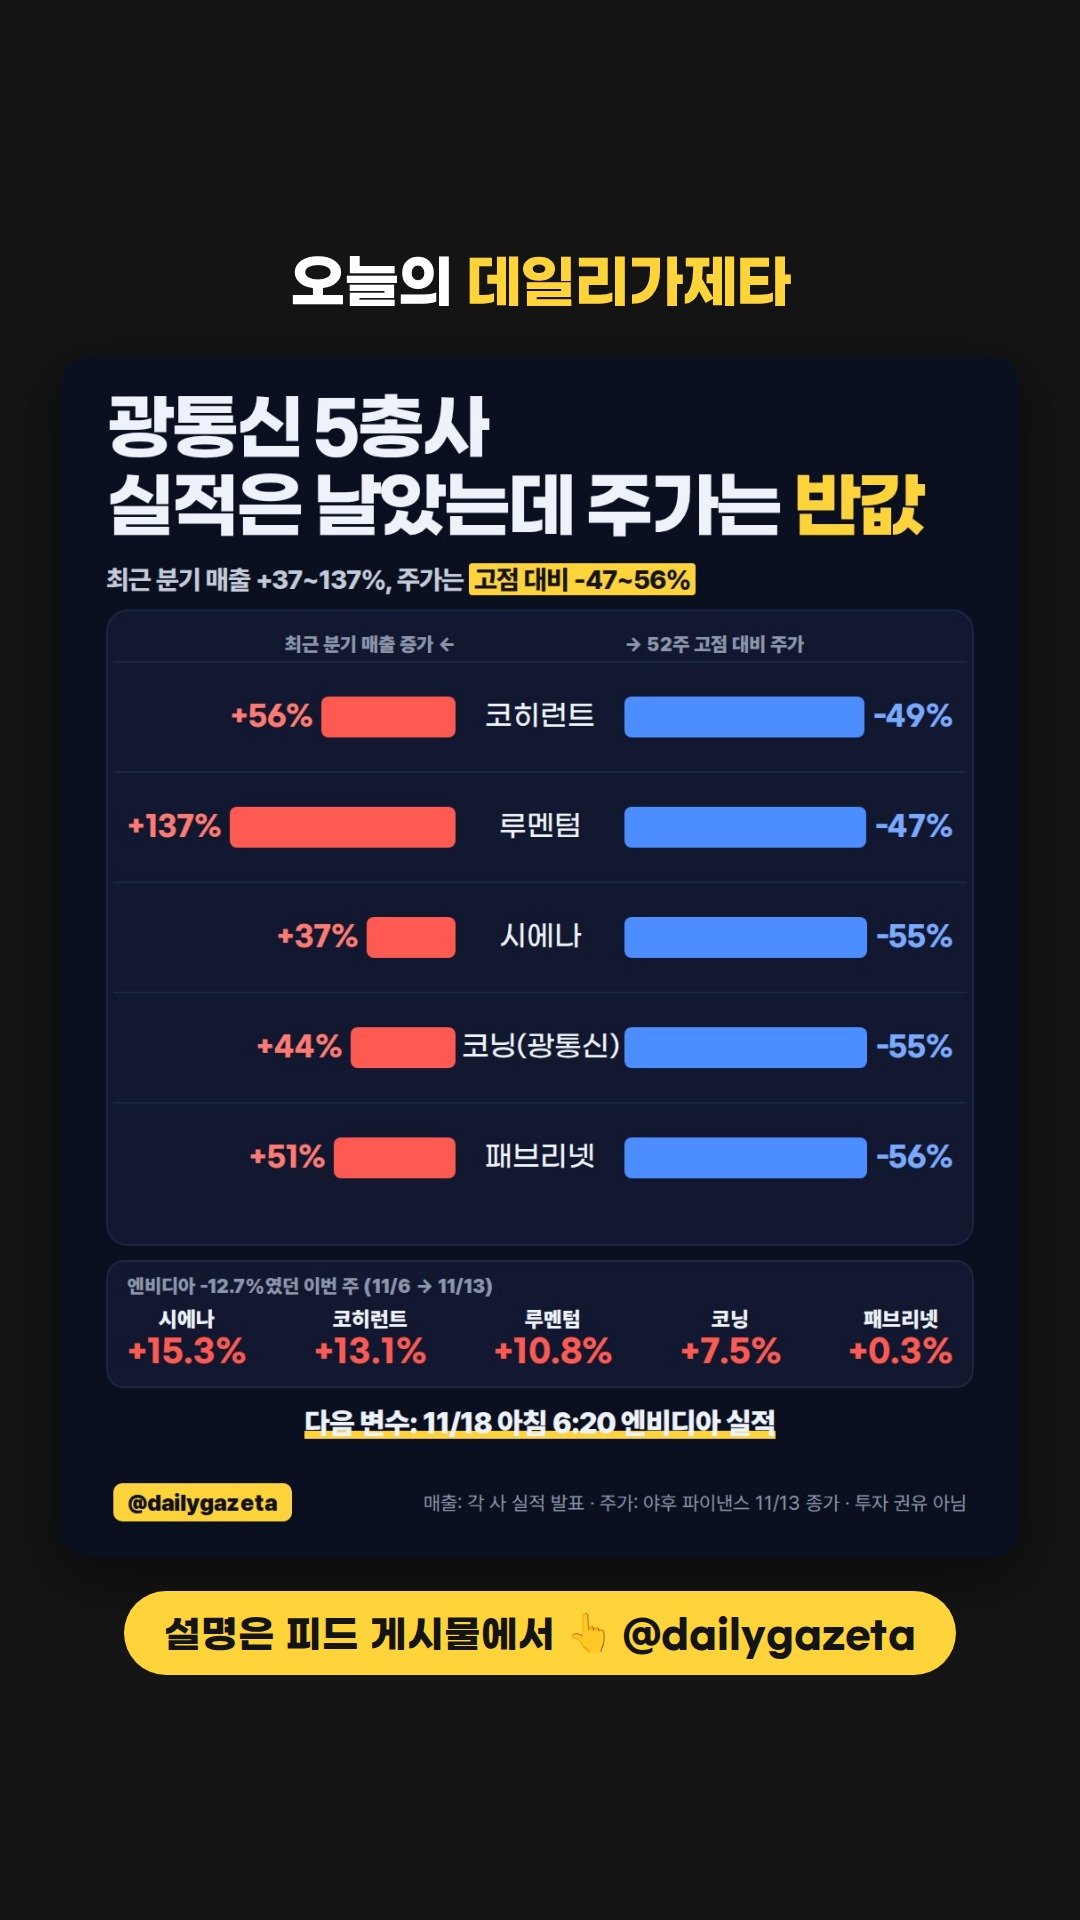 오늘의 데일리가제타
광통신 5총사
실적은 날았는데 주가는 반값
최근 분기 매출 +37~137%, 주가는 고점 대비 -47~56%
최근 분기 매출 증가 ← → 52주 고점 대비 주가
+56% 코히런트 -49%
+137% 루멘텀 -47%
+37% 시에나 -55%
+44% 코닝(광통신) -55%
+51% 패브리넷 -56%
엔비디아 -12.7%였던 이번 주 (11/6 → 11/13)
시에나 코히런트 루멘텀 코닝 패브리넷
+15.3% +13.1% +10.8% +7.5% +0.3%
다음 변수: 11/18 아침 6:20 엔비디아 실적
@dailygazeta 매출: 각 사 실적 발표 · 주가: 야후 파이낸스 11/13 종가 · 투자 권유 아님
설명은 피드 게시물에서 👆 @dailygazeta